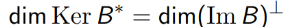 dim Ker B* = dim(Im B)⊥